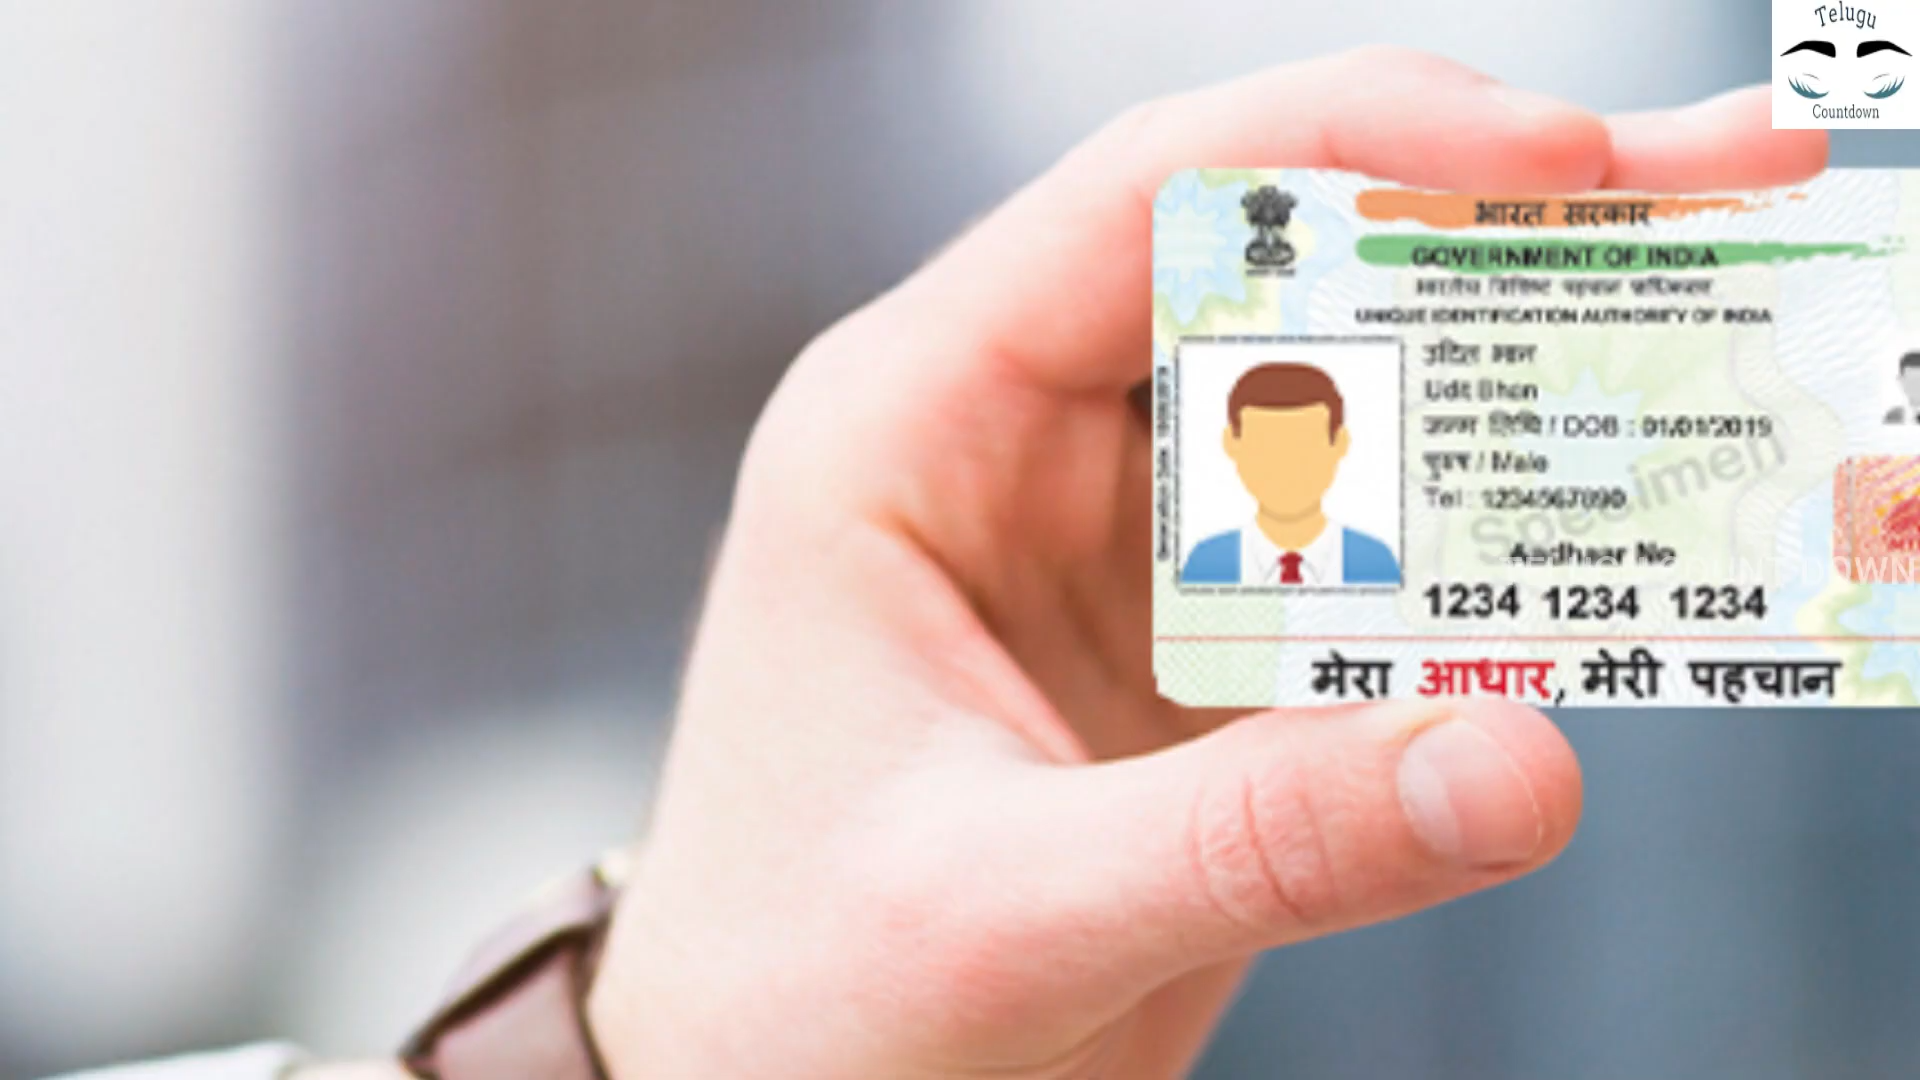 Telugu
Countdown
भारत सरकार
GOVERNMENT OF INDIA
भारतीय विशिष्ट पहचान प्राधिकरण
UNIQUE IDENTIFICATION AUTHORITY OF INDIA
उदित भान
Udit Bhan
जन्म तिथि / DOB : 01/01/2019
पुरुष / Male
Tel : 1234567890
Specimen
Aadhaar No
1234 1234 1234
मेरा आधार, मेरी पहचान